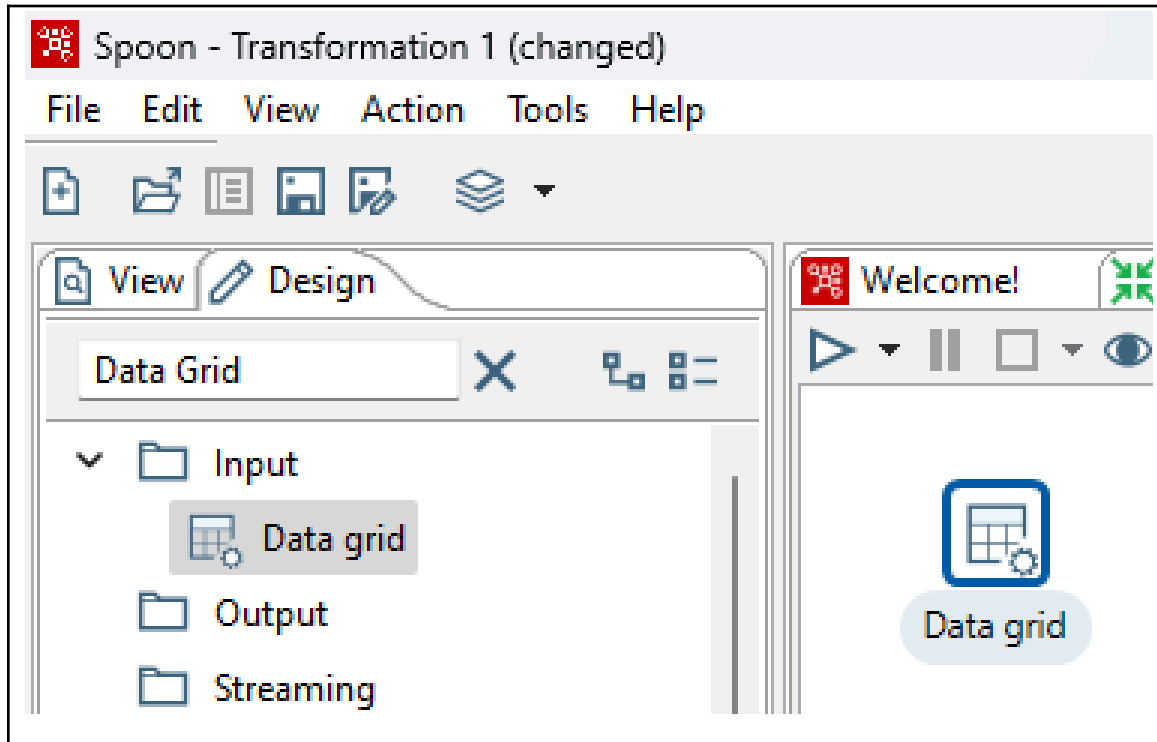 Spoon - Transformation 1 (changed)
File Edit View Action Tools Help
View Design
Welcome!
Data Grid
Input
Data grid
Output
Streaming
Data grid